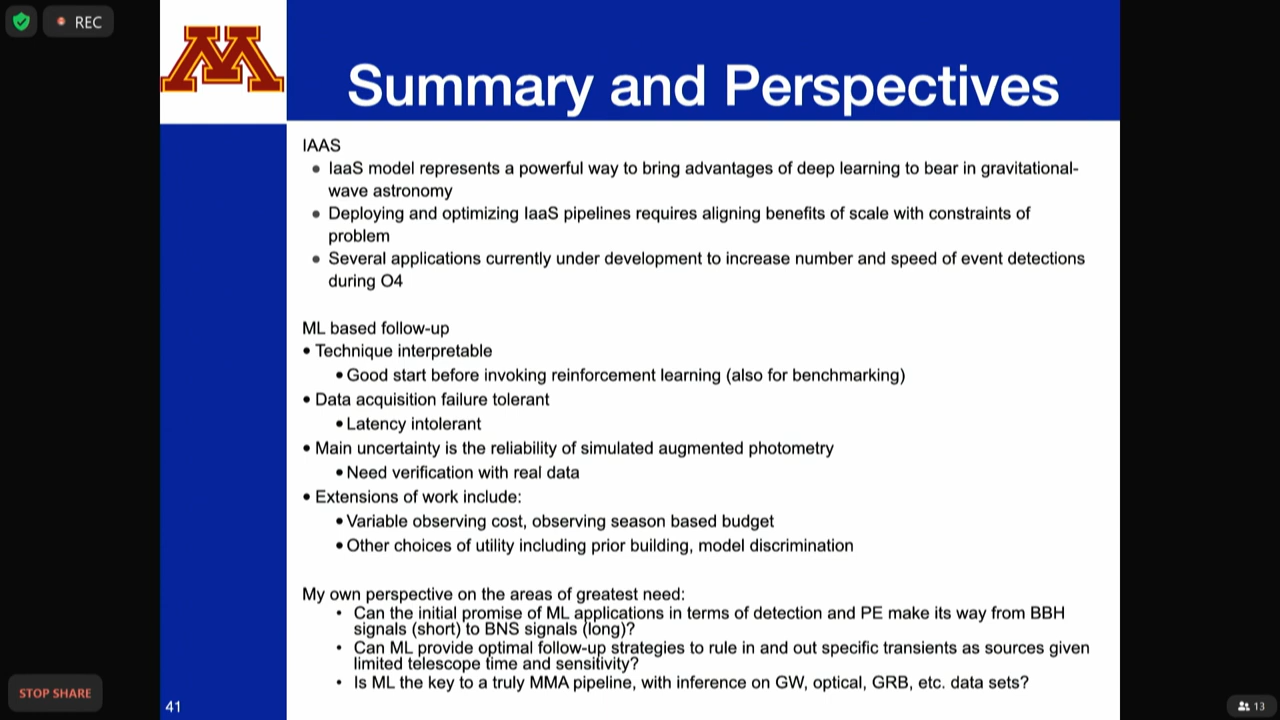 REC
M
Summary and Perspectives
IAAS
• IaaS model represents a powerful way to bring advantages of deep learning to bear in gravitational-
wave astronomy
• Deploying and optimizing IaaS pipelines requires aligning benefits of scale with constraints of
problem
• Several applications currently under development to increase number and speed of event detections
during O4
ML based follow-up
• Technique interpretable
• Good start before invoking reinforcement learning (also for benchmarking)
• Data acquisition failure tolerant
• Latency intolerant
• Main uncertainty is the reliability of simulated augmented photometry
• Need verification with real data
• Extensions of work include:
• Variable observing cost, observing season based budget
• Other choices of utility including prior building, model discrimination
My own perspective on the areas of greatest need:
• Can the initial promise of ML applications in terms of detection and PE make its way from BBH
signals (short) to BNS signals (long)?
• Can ML provide optimal follow-up strategies to rule in and out specific transients as sources given
limited telescope time and sensitivity?
• Is ML the key to a truly MMA pipeline, with inference on GW, optical, GRB, etc. data sets?
STOP SHARE
41
13